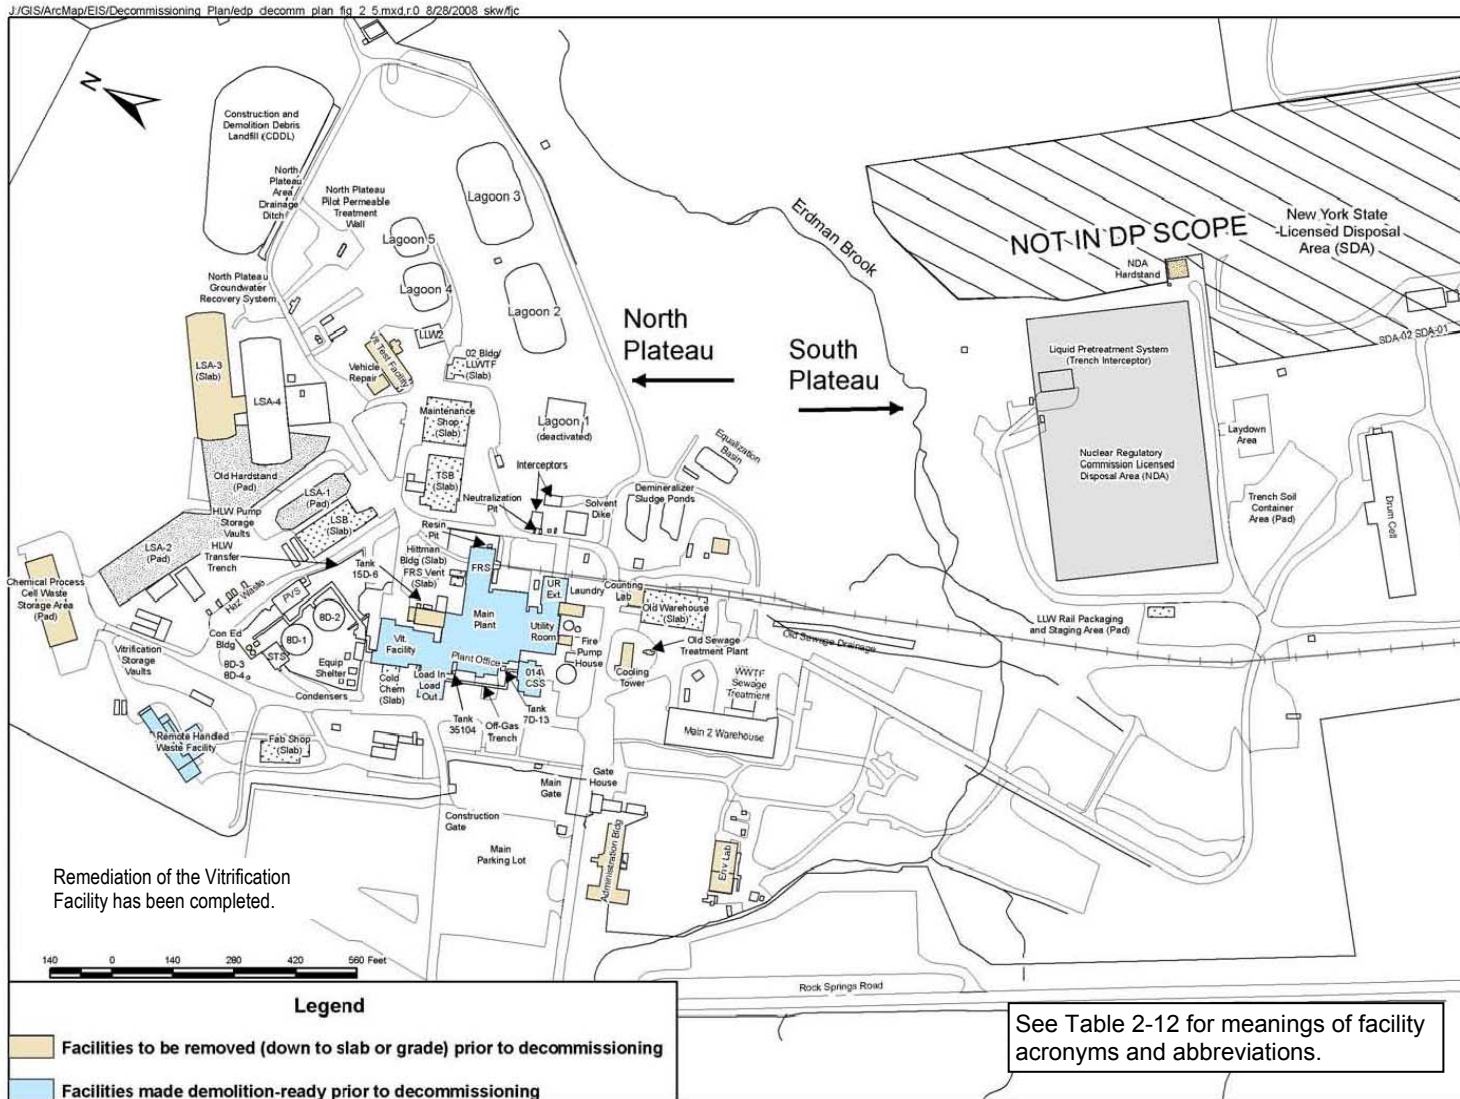 J:/GIS/ArcMap/EIS/Decommissioning Plan/edp_decomm_plan_fig_2_5.mxd,r.0 8/28/2008 skw/fjc
N
Construction and
Demolition Debris
Landfill (CDDL)
North
Plateau
Area
Drainage
Ditch
North Plateau
Pilot Permeable
Treatment
Wall
Lagoon 3
Lagoon 5
Lagoon 4
Lagoon 2
Erdman Brook
NOT IN DP SCOPE
New York State
-Licensed Disposal
Area (SDA)
NDA
Hardstand
SDA-02 SDA-01
North Plateau
Groundwater
Recovery System
LLW2
Vit Test Facility
Vehicle
Repair
02 Bldg/
LLWTF
(Slab)
North
Plateau
South
Plateau
Liquid Pretreatment System
(Trench Interceptor)
LSA-3
(Slab)
LSA-4
Maintenance
Shop
(Slab)
Lagoon 1
(deactivated)
Equalization
Basin
Laydown
Area
Nuclear Regulatory
Commission Licensed
Disposal Area (NDA)
Old Hardstand
(Pad)
TSB
(Slab)
Interceptors
Neutralization
Pit
Solvent
Dike
Demineralizer
Sludge Ponds
Trench Soil
Container
Area (Pad)
Drum Cell
LSA-1
(Pad)
HLW Pump
Storage
Vaults
LSB
(Slab)
Resin
Pit
LSA-2
(Pad)
HLW
Transfer
Trench
Tank
15D-6
Hittman
Bldg (Slab)
FRS Vent
(Slab)
FRS
Chemical Process
Cell Waste
Storage Area
(Pad)
Haz Waste
PVS
UR
Ext.
Laundry
Counting
Lab
Old Warehouse
(Slab)
LLW Rail Packaging
and Staging Area (Pad)
8D-2
8D-1
Main
Plant
Utility
Room
Con Ed
Bldg
STS
Vit.
Facility
Fire
Pump
House
Old Sewage
Treatment Plant
Old Sewage Drainage
Vitrification
Storage
Vaults
8D-3
8D-4
Equip
Shelter
Condensers
Plant Office
Cold
Chem
(Slab)
Load In
Load
Out
014\
CSS
Cooling
Tower
WWTF
Sewage
Treatment
Tank
35104
Off-Gas
Trench
Tank
7D-13
Remote Handled
Waste Facility
Fab Shop
(Slab)
Main 2 Warehouse
Main
Gate
Gate
House
Construction
Gate
Main
Parking Lot
Administration Bldg
Env Lab
Remediation of the Vitrification
Facility has been completed.
140 0 140 280 420 560 Feet
Rock Springs Road
Legend
Facilities to be removed (down to slab or grade) prior to decommissioning
Facilities made demolition-ready prior to decommissioning
See Table 2-12 for meanings of facility
acronyms and abbreviations.